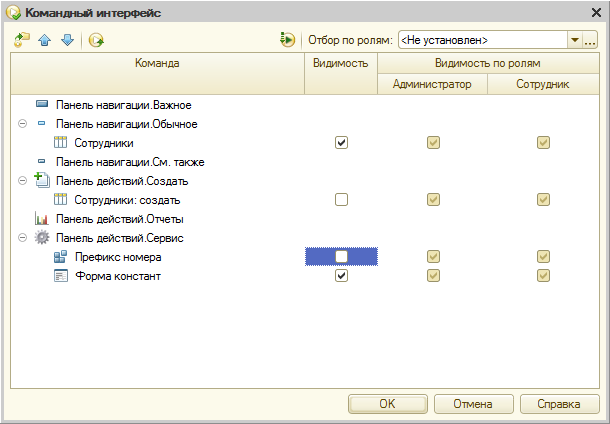 Командный интерфейс
Отбор по ролям: <Не установлен>
Команда Видимость Видимость по ролям
Администратор Сотрудник
Панель навигации.Важное
Панель навигации.Обычное
Сотрудники
Панель навигации.См. также
Панель действий.Создать
Сотрудники: создать
Панель действий.Отчеты
Панель действий.Сервис
Префикс номера
Форма констант
OK Отмена Справка